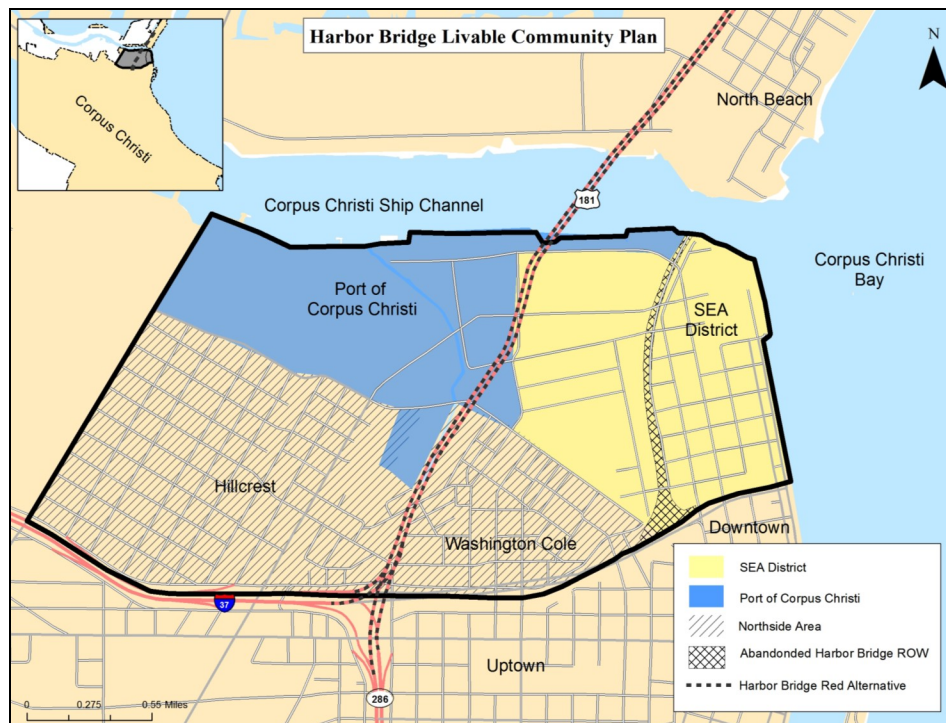 Harbor Bridge Livable Community Plan
N
Corpus Christi
North Beach
181
Corpus Christi Ship Channel
Corpus Christi
Bay
Port of
Corpus Christi
SEA
District
Hillcrest
Washington Cole
Downtown
37
Uptown
286
SEA District
Port of Corpus Christi
Northside Area
Abandonded Harbor Bridge ROW
Harbor Bridge Red Alternative
0 0.275 0.55 Miles